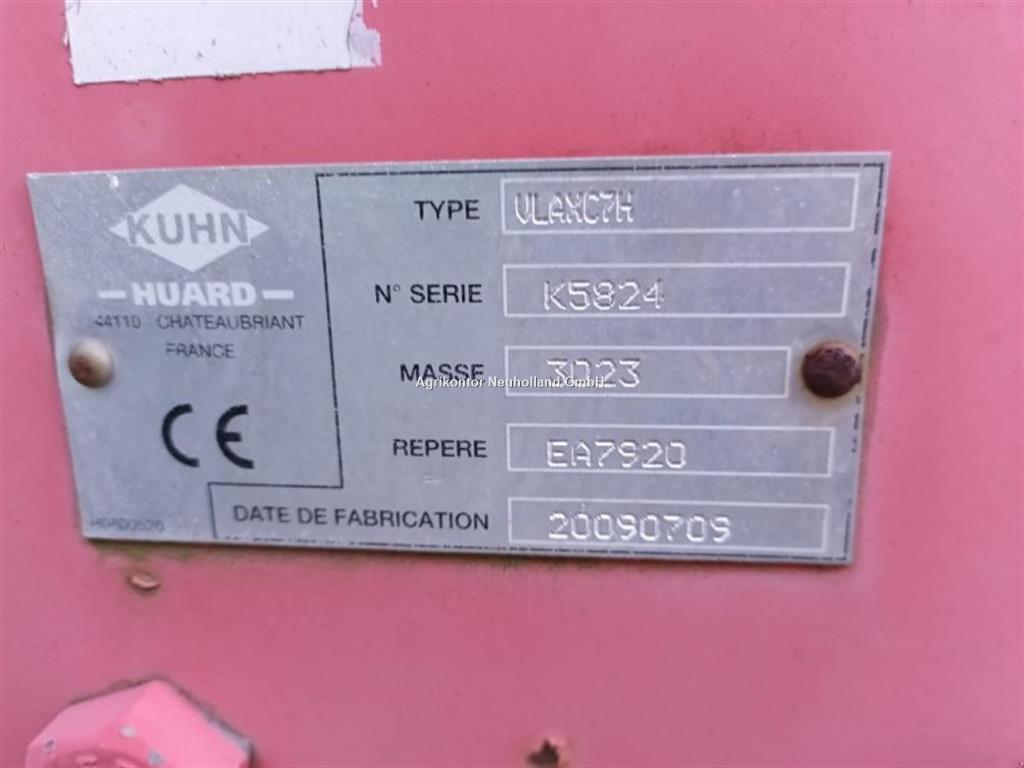 KUHN
HUARD
44110 CHATEAUBRIANT
FRANCE
CE
TYPE VLAMC7H
N° SERIE K5824
MASSE 3023
Agrikontor Neuholland GmbH
REPERE EA7920
DATE DE FABRICATION 20090709